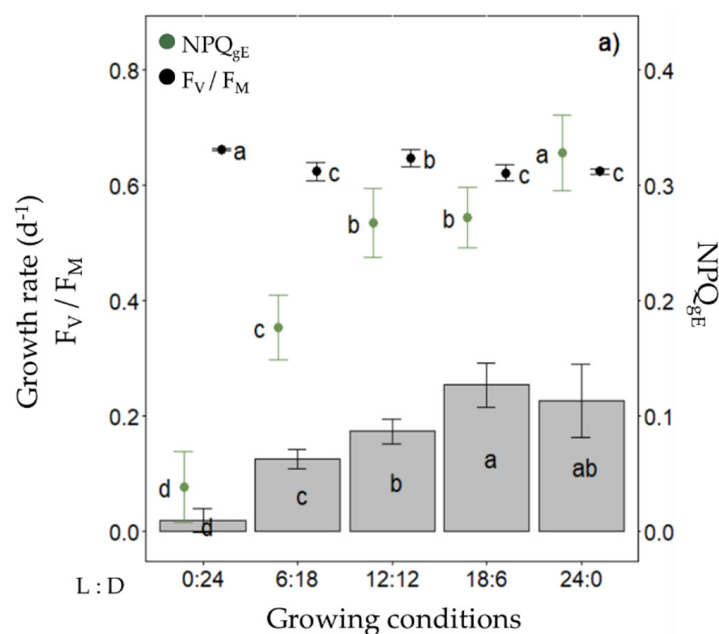 a)
NPQgE
FV / FM
Growth rate (d-1)
FV / FM
NPQgE
0.8
0.6
0.4
0.2
0.0
0.4
0.3
0.2
0.1
0.0
a
c
b
c
c
d
c
b
b
a
d
c
b
a
ab
L : D
0:24 6:18 12:12 18:6 24:0
Growing conditions